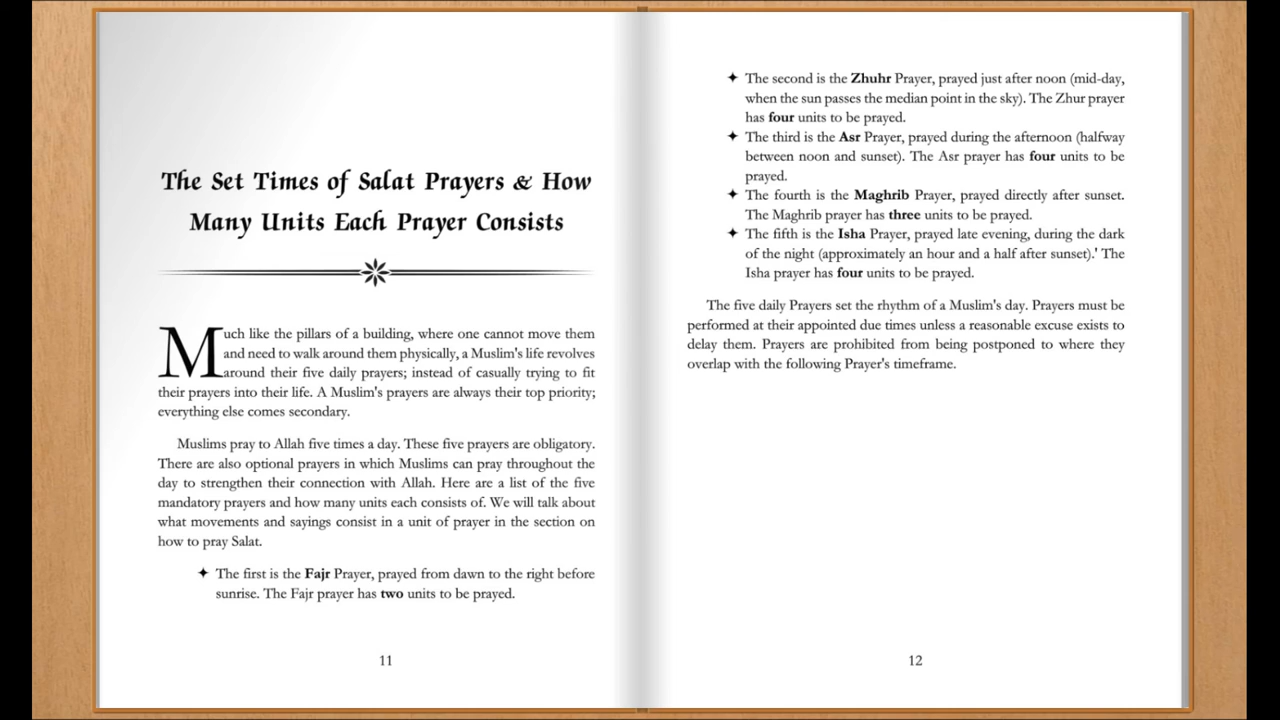 The Set Times of Salat Prayers & How
Many Units Each Prayer Consists
Much like the pillars of a building, where one cannot move them
and need to walk around them physically, a Muslim's life revolves
around their five daily prayers; instead of casually trying to fit
their prayers into their life. A Muslim's prayers are always their top priority;
everything else comes secondary.
Muslims pray to Allah five times a day. These five prayers are obligatory.
There are also optional prayers in which Muslims can pray throughout the
day to strengthen their connection with Allah. Here are a list of the five
mandatory prayers and how many units each consists of. We will talk about
what movements and sayings consist in a unit of prayer in the section on
how to pray Salat.
✦ The first is the Fajr Prayer, prayed from dawn to the right before
sunrise. The Fajr prayer has two units to be prayed.
11
✦ The second is the Zhuhr Prayer, prayed just after noon (mid-day,
when the sun passes the median point in the sky). The Zhur prayer
has four units to be prayed.
✦ The third is the Asr Prayer, prayed during the afternoon (halfway
between noon and sunset). The Asr prayer has four units to be
prayed.
✦ The fourth is the Maghrib Prayer, prayed directly after sunset.
The Maghrib prayer has three units to be prayed.
✦ The fifth is the Isha Prayer, prayed late evening, during the dark
of the night (approximately an hour and a half after sunset).' The
Isha prayer has four units to be prayed.
The five daily Prayers set the rhythm of a Muslim's day. Prayers must be
performed at their appointed due times unless a reasonable excuse exists to
delay them. Prayers are prohibited from being postponed to where they
overlap with the following Prayer's timeframe.
12